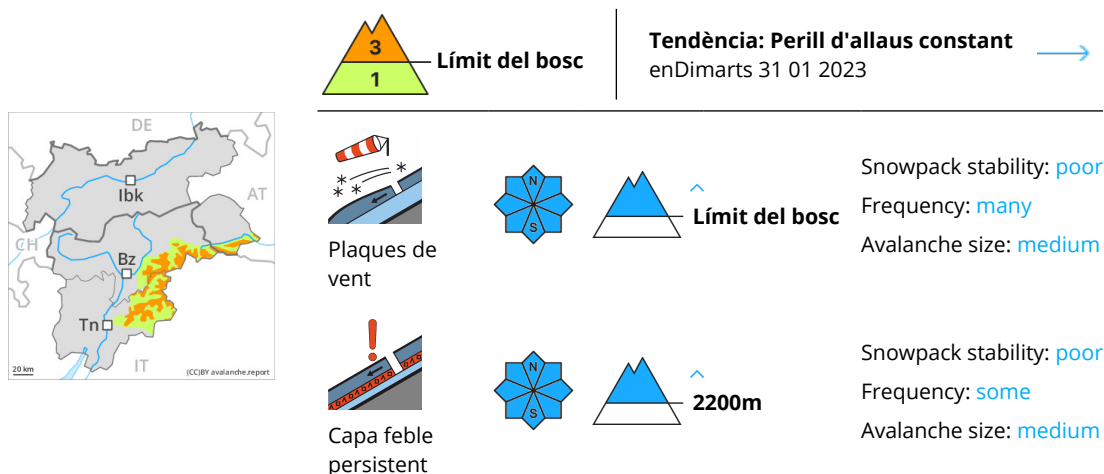 3
1
Límit del bosc
Tendència: Perill d'allaus constant
enDimarts 31 01 2023
DE
AT
CH
IT
Ibk
Bz
Tn
20 km
(CC)BY avalanche.report
Plaques de
vent
N
S
Límit del bosc
Snowpack stability: poor
Frequency: many
Avalanche size: medium
Capa feble
persistent
N
S
2200m
Snowpack stability: poor
Frequency: some
Avalanche size: medium